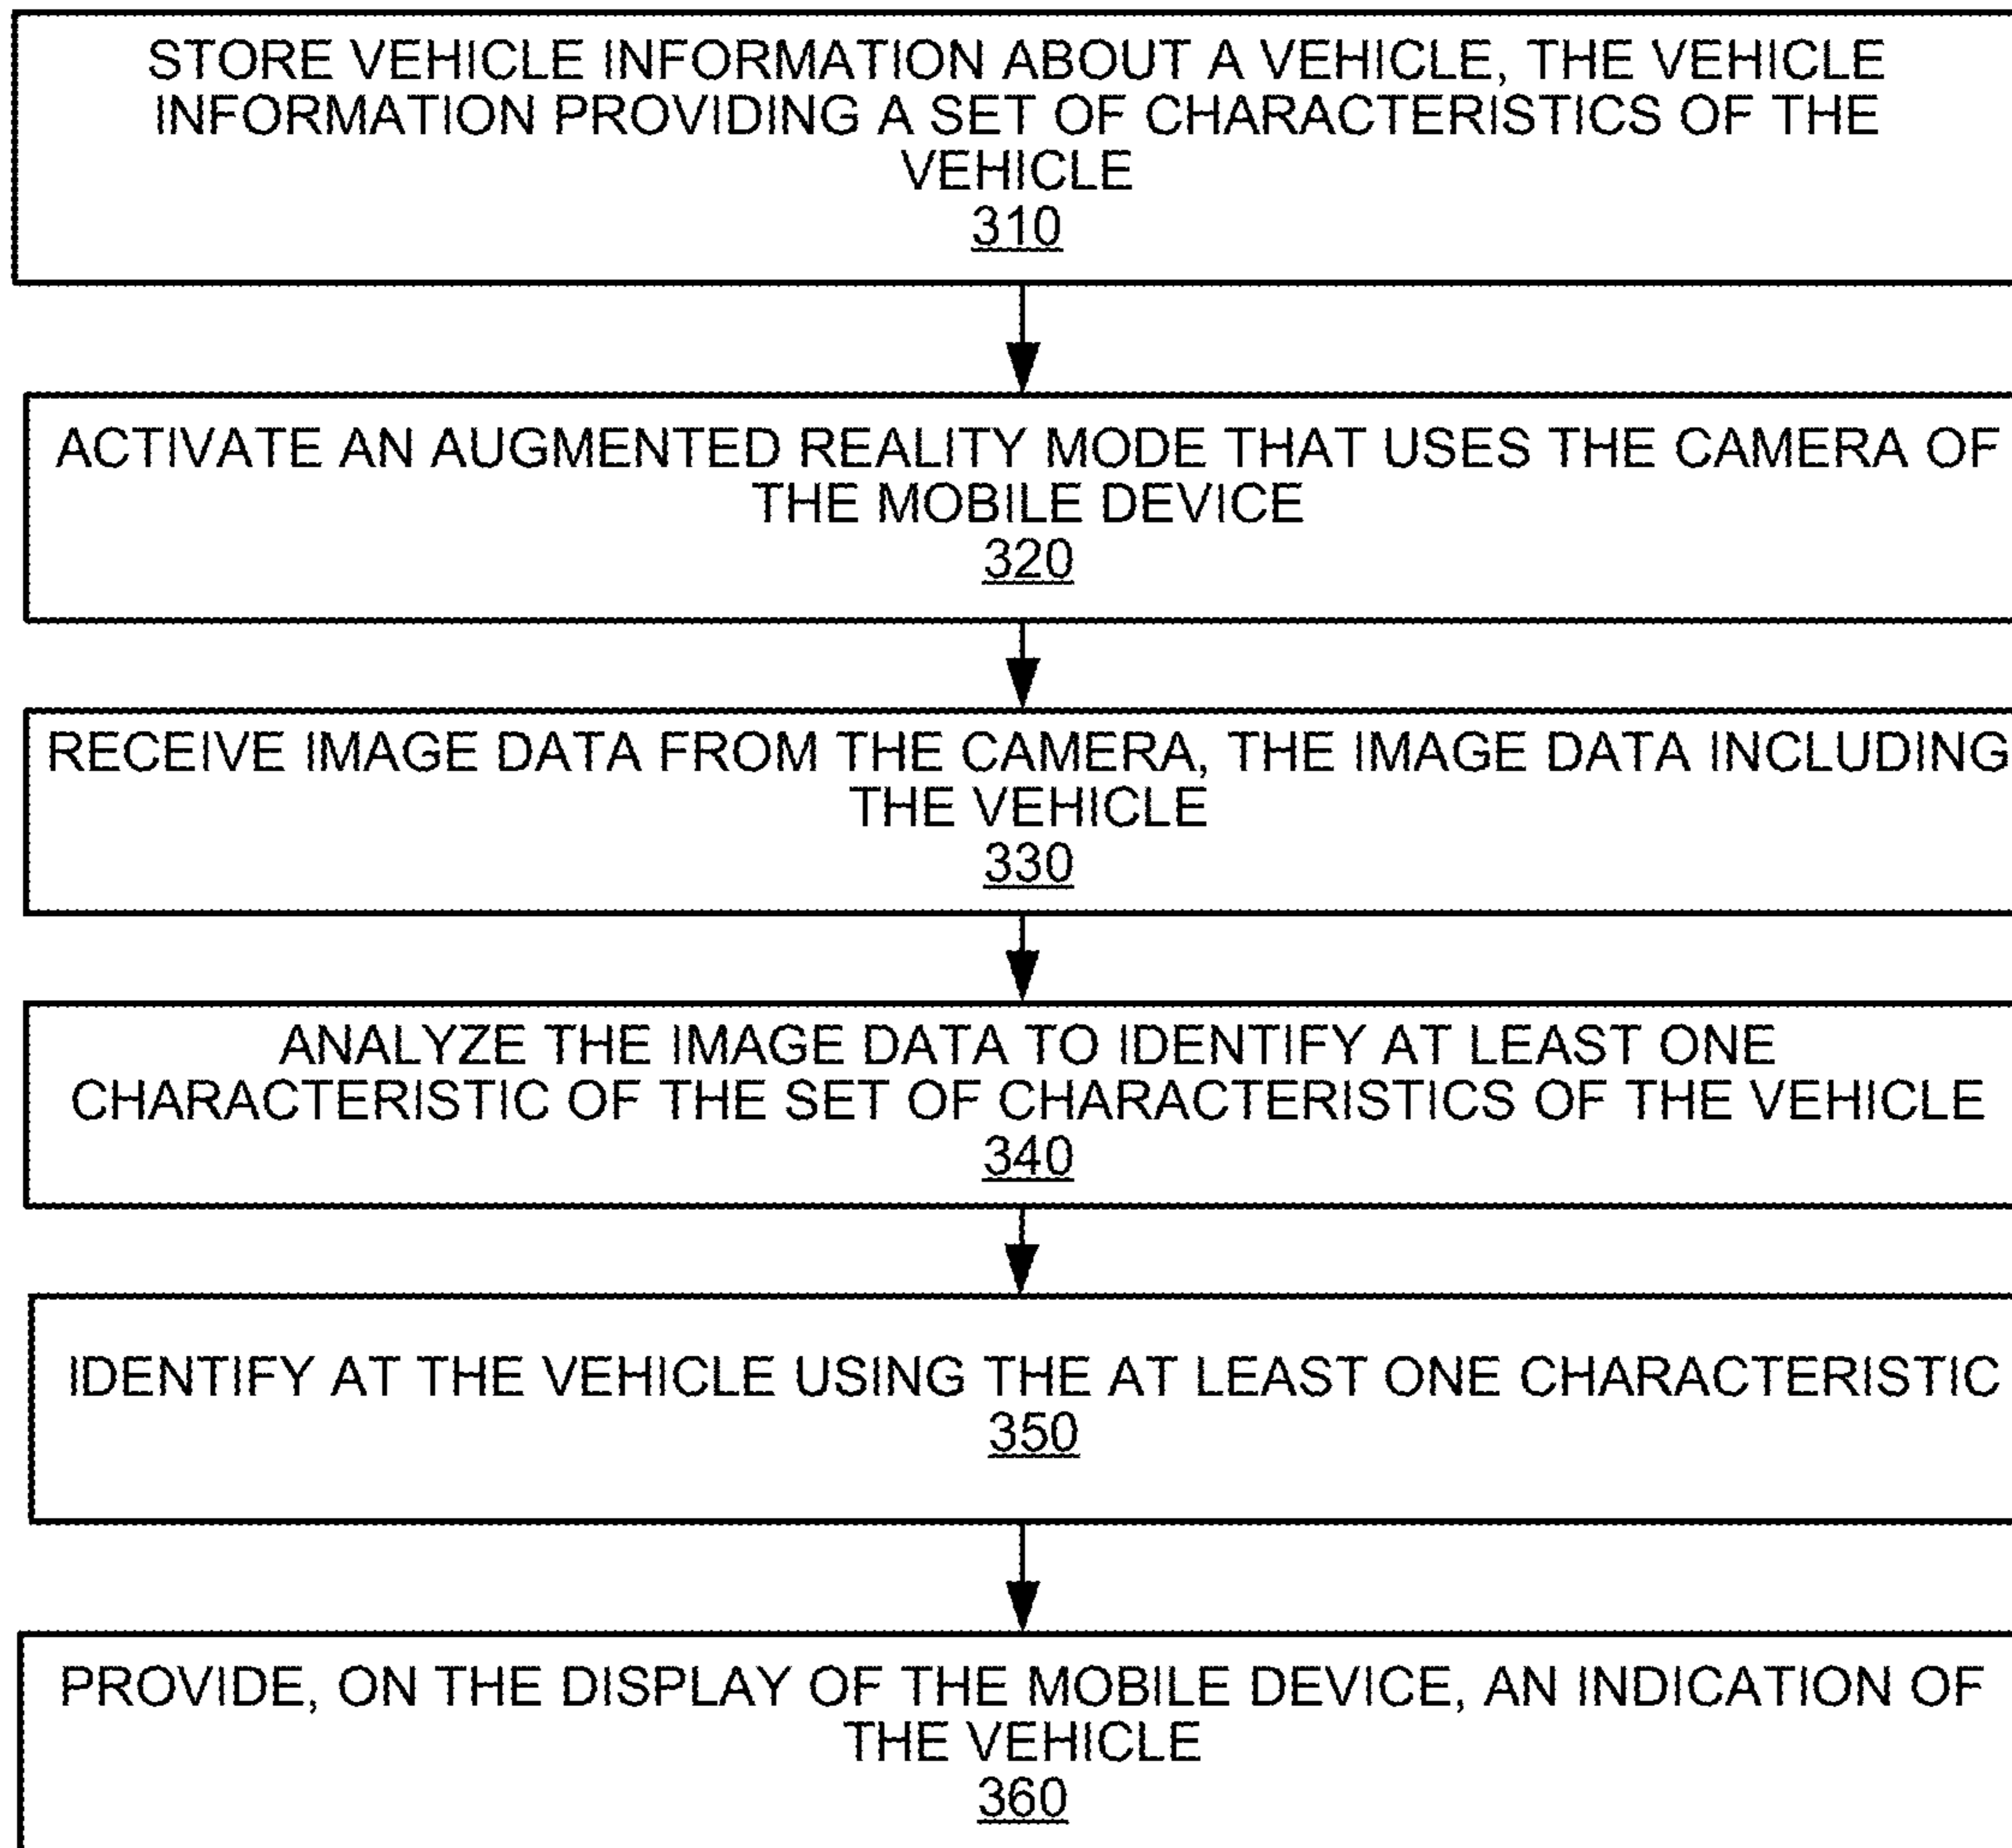 STORE VEHICLE INFORMATION ABOUT A VEHICLE, THE VEHICLE
INFORMATION PROVIDING A SET OF CHARACTERISTICS OF THE
VEHICLE
310
ACTIVATE AN AUGMENTED REALITY MODE THAT USES THE CAMERA OF
THE MOBILE DEVICE
320
RECEIVE IMAGE DATA FROM THE CAMERA, THE IMAGE DATA INCLUDING
THE VEHICLE
330
ANALYZE THE IMAGE DATA TO IDENTIFY AT LEAST ONE
CHARACTERISTIC OF THE SET OF CHARACTERISTICS OF THE VEHICLE
340
IDENTIFY AT THE VEHICLE USING THE AT LEAST ONE CHARACTERISTIC
350
PROVIDE, ON THE DISPLAY OF THE MOBILE DEVICE, AN INDICATION OF
THE VEHICLE
360